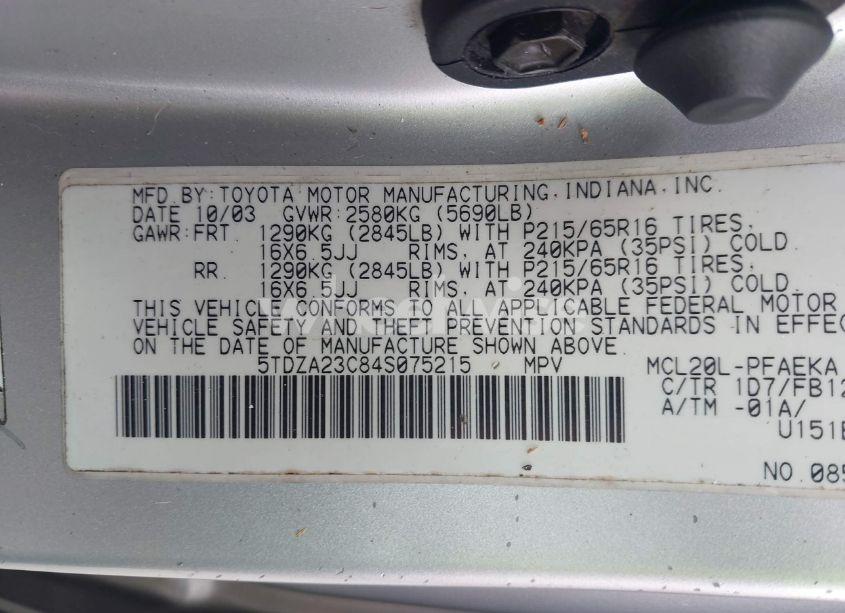 MFD.BY:TOYOTA MOTOR MANUFACTURING,INDIANA,INC.
DATE 10/03 GVWR:2580KG (5690LB)
GAWR:FRT. 1290KG (2845LB) WITH P215/65R16 TIRES,
16X6.5JJ RIMS, AT 240KPA (35PSI) COLD.
RR. 1290KG (2845LB) WITH P215/65R16 TIRES,
16X6.5JJ RIMS, AT 240KPA (35PSI) COLD.
THIS VEHICLE CONFORMS TO ALL APPLICABLE FEDERAL MOTOR
VEHICLE SAFETY AND THEFT PREVENTION STANDARDS IN EFFEC
ON THE DATE OF MANUFACTURE SHOWN ABOVE.
5TDZA23C84S075215 MPV MCL20L-PFAEKA
C/TR 1D7/FB12
A/TM -01A/
U151E
NO.085